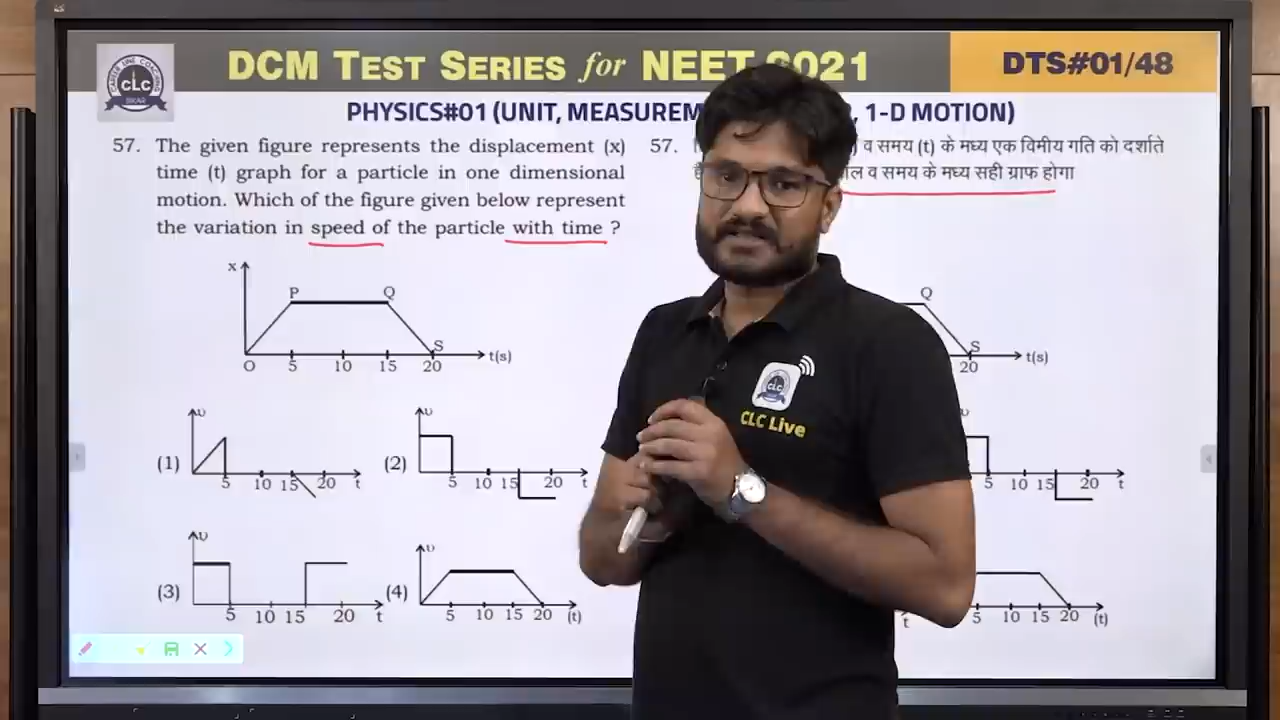 DCM TEST SERIES for NEET 2021
DTS#01/48
CLC
SIKAR
PHYSICS#01 (UNIT, 1-D MOTION)
57. The given figure represents the displacement (x)
time (t) graph for a particle in one dimensional
motion. Which of the figure given below represent
the variation in speed of the particle with time ?
x
P Q
S
O 5 10 15 20 t(s)
(1) υ 5 10 15 20 t
(2) υ 5 10 15 20 t
(3) υ 5 10 15 20 t
(4) υ 5 10 15 20 (t)
57. व समय (t) के मध्य एक विमीय गति को दर्शाते
व समय के मध्य सही ग्राफ होगा
Q
S
20 t(s)
υ
5 10 15 20 t
5 10 15 20 (t)
t
CLC
CLC Live